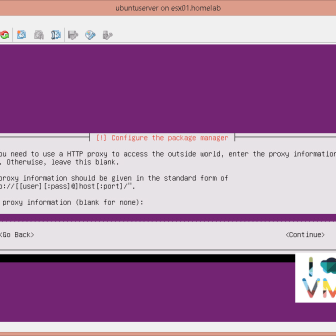 ubuntuserver on esx01.homelab
[!] Configure the package manager
ou need to use a HTTP proxy to access the outside world, enter the proxy information
. Otherwise, leave this blank.
proxy information should be given in the standard form of
p://[[user][:pass]@]host[:port]/".
proxy information (blank for none):
<Go Back>
<Continue>
I
VM